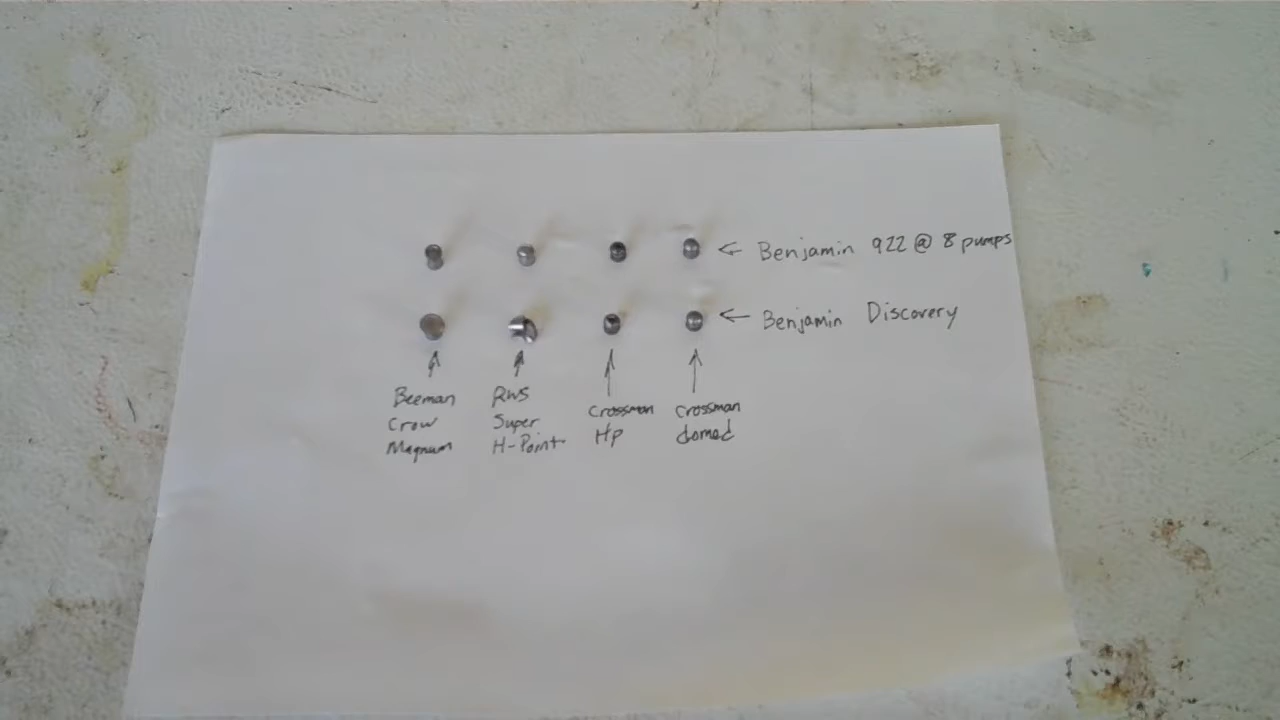 ← Benjamin 922 @ 8 pumps
← Benjamin Discovery
Beeman
Crow
Magnum
RWS
Super
H-Point
Crossman
HP
Crossman
domed